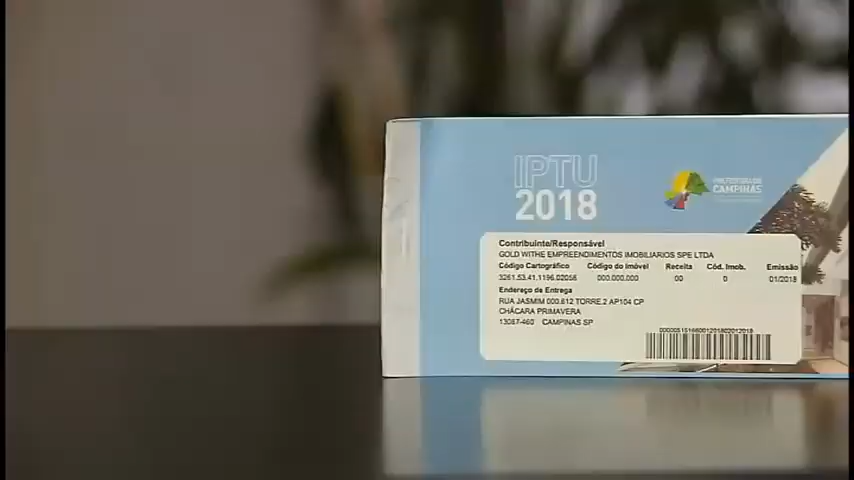 IPTU
2018
PREFEITURA DE
CAMPINAS
Contribuinte/Responsável
GOLD WITHE EMPREENDIMENTOS IMOBILIARIOS SPE LTDA
Código Cartográfico Código do Imóvel Receita Cód. Imob. Emissão
3261.53.41.1196.02056 000.000.000 00 0 01/2018
Endereço de Entrega
RUA JASMIM 000.812 TORRE.2 AP104 CP
CHÁCARA PRIMAVERA
13087-460 CAMPINAS SP